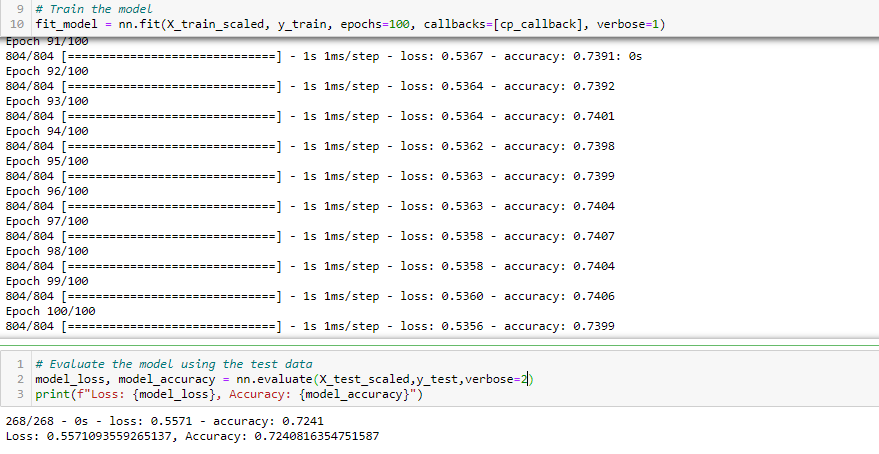 9 # Train the model
10 fit_model = nn.fit(X_train_scaled, y_train, epochs=100, callbacks=[cp_callback], verbose=1)
Epoch 91/100
804/804 [==============================] - 1s 1ms/step - loss: 0.5367 - accuracy: 0.7391: 0s
Epoch 92/100
804/804 [==============================] - 1s 1ms/step - loss: 0.5364 - accuracy: 0.7392
Epoch 93/100
804/804 [==============================] - 1s 1ms/step - loss: 0.5364 - accuracy: 0.7401
Epoch 94/100
804/804 [==============================] - 1s 1ms/step - loss: 0.5362 - accuracy: 0.7398
Epoch 95/100
804/804 [==============================] - 1s 1ms/step - loss: 0.5363 - accuracy: 0.7399
Epoch 96/100
804/804 [==============================] - 1s 1ms/step - loss: 0.5363 - accuracy: 0.7404
Epoch 97/100
804/804 [==============================] - 1s 1ms/step - loss: 0.5358 - accuracy: 0.7407
Epoch 98/100
804/804 [==============================] - 1s 1ms/step - loss: 0.5358 - accuracy: 0.7404
Epoch 99/100
804/804 [==============================] - 1s 1ms/step - loss: 0.5360 - accuracy: 0.7406
Epoch 100/100
804/804 [==============================] - 1s 1ms/step - loss: 0.5356 - accuracy: 0.7399
1 # Evaluate the model using the test data
2 model_loss, model_accuracy = nn.evaluate(X_test_scaled,y_test,verbose=2)
3 print(f"Loss: {model_loss}, Accuracy: {model_accuracy}")
268/268 - 0s - loss: 0.5571 - accuracy: 0.7241
Loss: 0.5571093559265137, Accuracy: 0.7240816354751587